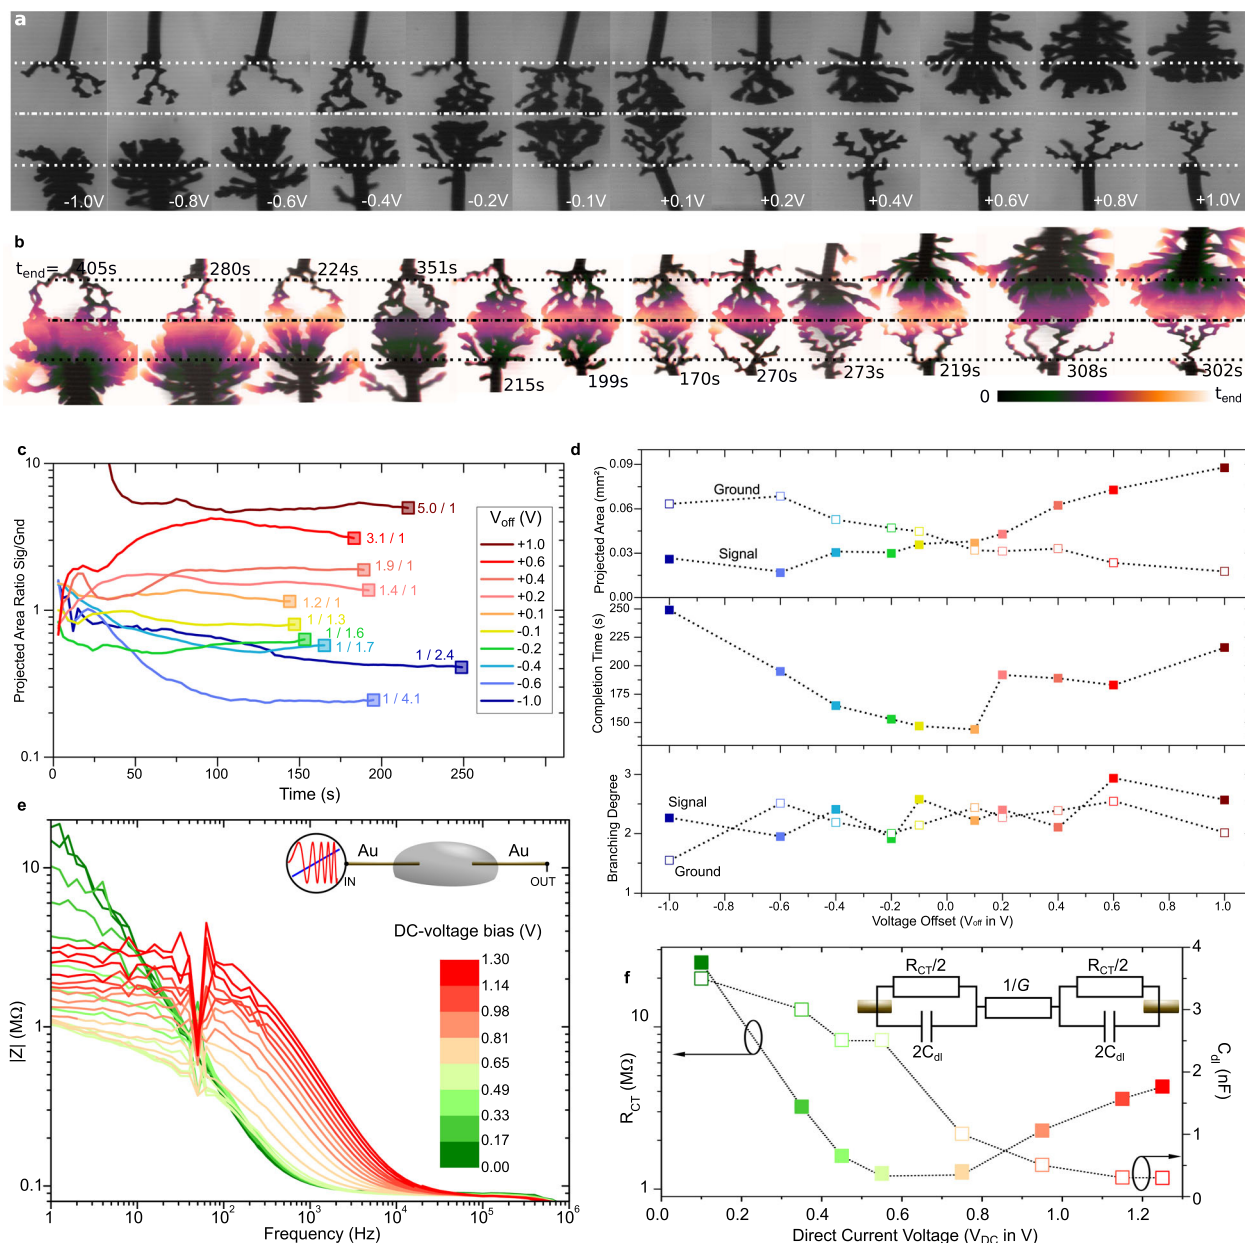 a
-1.0V -0.8V -0.6V -0.4V -0.2V -0.1V +0.1V +0.2V +0.4V +0.6V +0.8V +1.0V
b
t_end= 405s 280s 224s 351s
215s 199s 170s 270s 273s 219s 308s 302s
0 t_end
c
Projected Area Ratio Sig/Gnd
10
1
0.1
5.0 / 1
3.1 / 1
1.9 / 1
1.4 / 1
1.2 / 1
1 / 1.3
1 / 1.6
1 / 1.7
1 / 2.4
1 / 4.1
V_off (V)
+1.0
+0.6
+0.4
+0.2
+0.1
-0.1
-0.2
-0.4
-0.6
-1.0
0 50 100 150 200 250
Time (s)
d
Projected Area (mm²)
0.09
0.06
0.03
0.00
Ground
Signal
Completion Time (s)
250
225
200
175
150
Branching Degree
3
2
1
Signal
Ground
-1.0 -0.8 -0.6 -0.4 -0.2 0.0 0.2 0.4 0.6 0.8 1.0
Voltage Offset (V_off in V)
e
|Z| (MΩ)
10
1
0.1
Au Au
IN OUT
DC-voltage bias (V)
1.30
1.14
0.98
0.81
0.65
0.49
0.33
0.17
0.00
1 10 10² 10³ 10⁴ 10⁵ 10⁶
Frequency (Hz)
f
R_CT (MΩ)
10
1
R_CT/2 1/G R_CT/2
2C_dl 2C_dl
4
3
2
1
0
C_dl (nF)
0.0 0.2 0.4 0.6 0.8 1.0 1.2
Direct Current Voltage (V_DC in V)